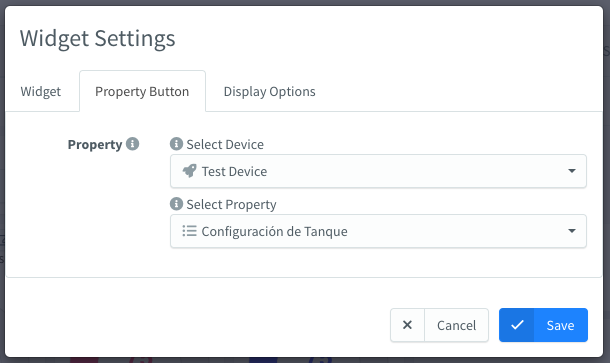 Widget Settings
Widget Property Button Display Options
Property Select Device
Test Device
Select Property
Configuración de Tanque
Cancel Save